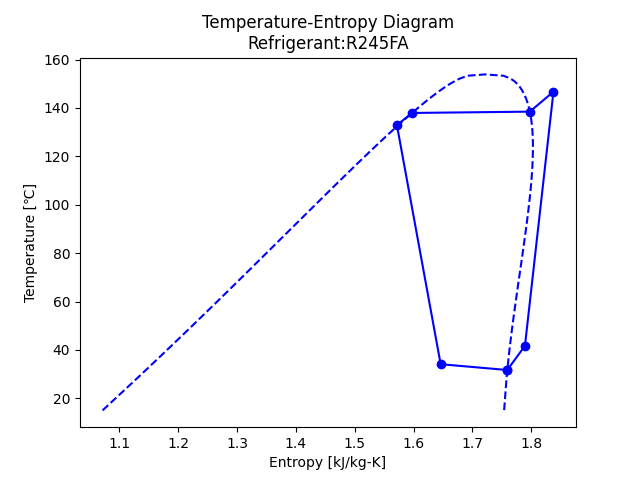 Temperature-Entropy Diagram
Refrigerant:R245FA
160
140
120
100
80
60
40
20
Temperature [℃]
1.1 1.2 1.3 1.4 1.5 1.6 1.7 1.8
Entropy [kJ/kg-K]